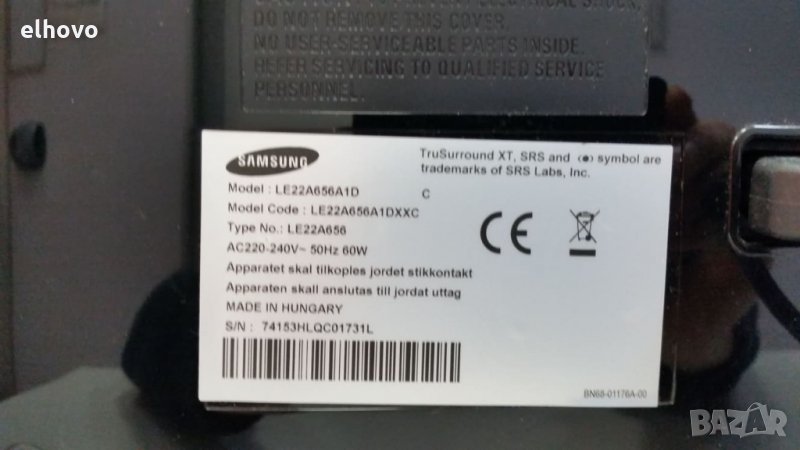 elhovo
DO NOT REMOVE THIS COVER.
NO USER-SERVICEABLE PARTS INSIDE.
REFER SERVICING TO QUALIFIED SERVICE
PERSONNEL.
SAMSUNG
TruSurround XT, SRS and (●) symbol are
trademarks of SRS Labs, Inc.
Model : LE22A656A1D C
Model Code : LE22A656A1DXXC
Type No.: LE22A656
AC220-240V~ 50Hz 60W
CE
Apparatet skal tilkoples jordet stikkontakt
Apparaten skall anslutas till jordat uttag
MADE IN HUNGARY
S/N : 74153HLQC01731L
BN68-01176A-00
BAZAR